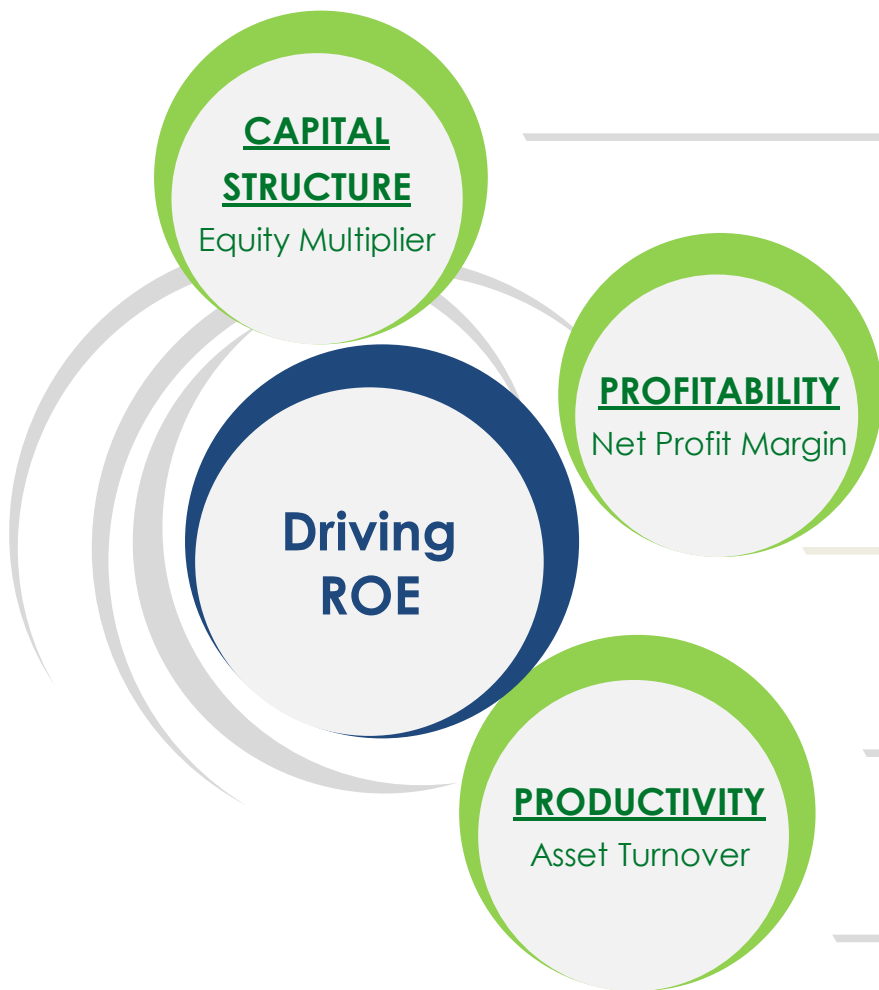 CAPITAL
STRUCTURE
Equity Multiplier
PROFITABILITY
Net Profit Margin
Driving
ROE
PRODUCTIVITY
Asset Turnover